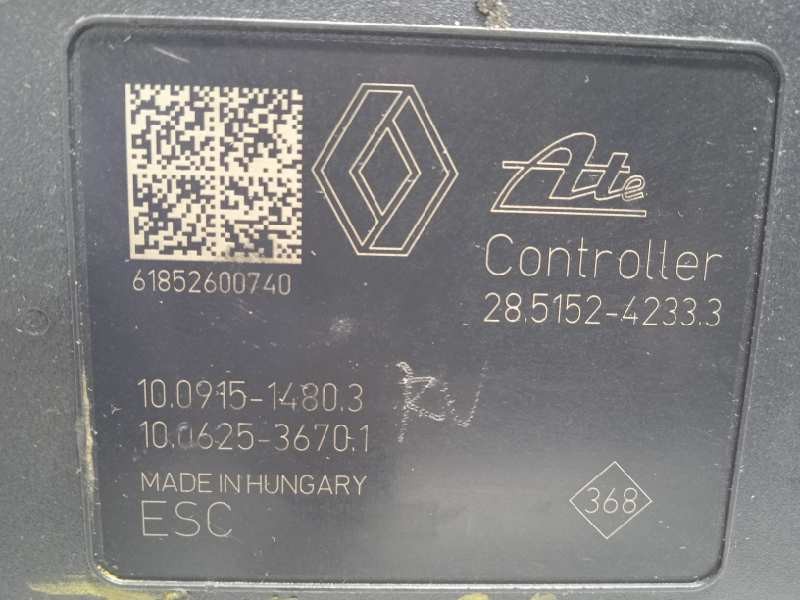 Ate
Controller
28.5152-4233.3
61852600740
10.0915-1480.3
10.0625-3670.1
MADE IN HUNGARY
ESC
368